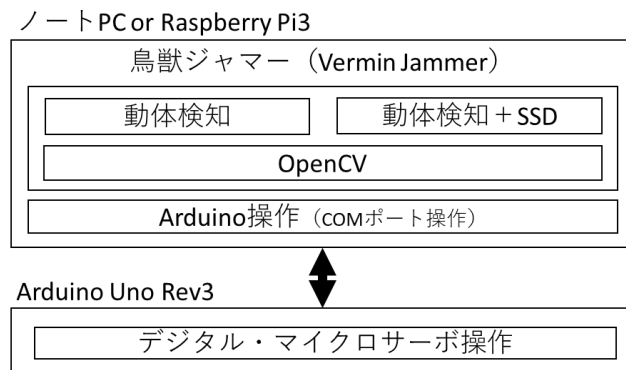 ノートPC or Raspberry Pi3
鳥獣ジャマー（Vermin Jammer）
動体検知
動体検知＋SSD
OpenCV
Arduino操作（COMポート操作）
Arduino Uno Rev3
デジタル・マイクロサーボ操作